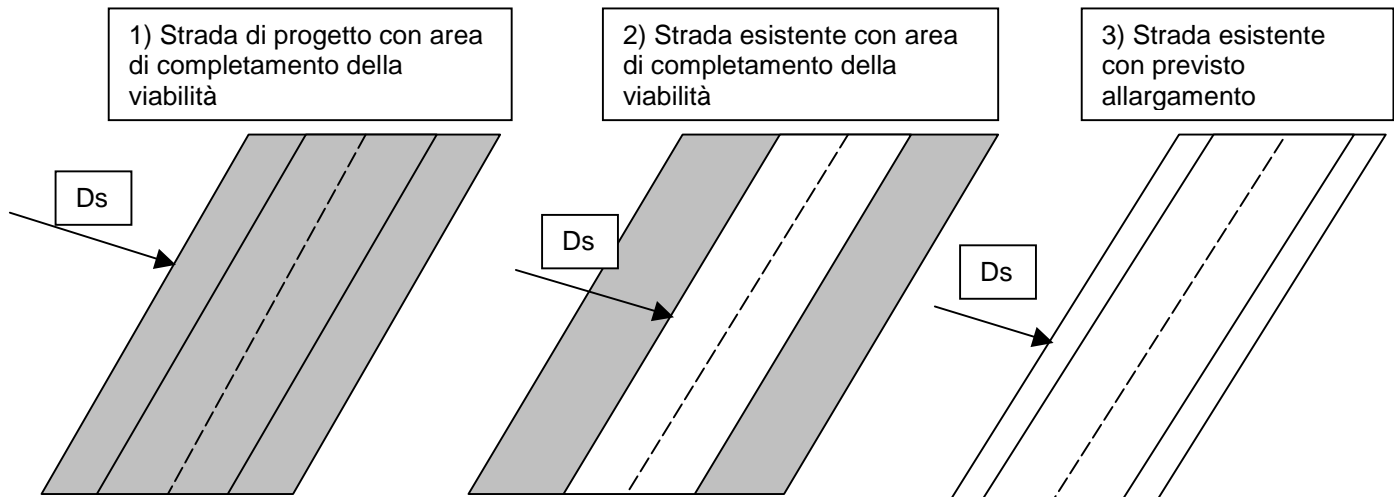 1) Strada di progetto con area
di completamento della
viabilità
2) Strada esistente con area
di completamento della
viabilità
3) Strada esistente
con previsto
allargamento
Ds
Ds
Ds